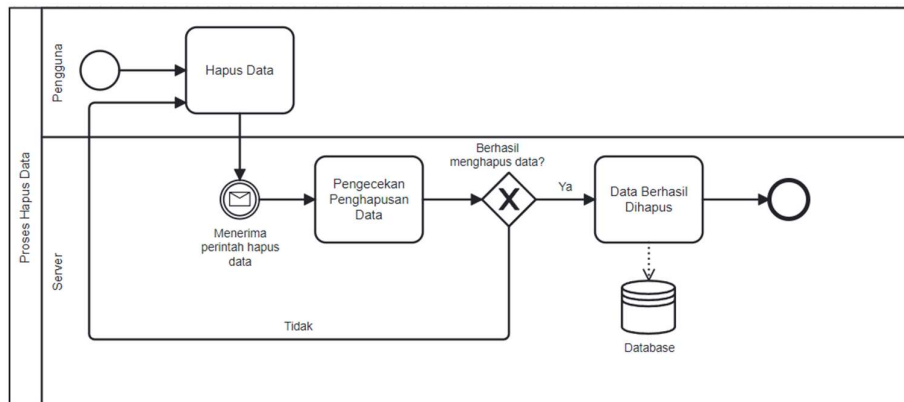 Proses Hapus Data
Pengguna
Hapus Data
Server
Menerima
perintah hapus
data
Pengecekan
Penghapusan
Data
Berhasil
menghapus data?
Ya
Data Berhasil
Dihapus
Database
Tidak